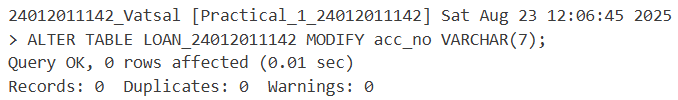 24012011142_Vatsal [Practical_1_24012011142] Sat Aug 23 12:06:45 2025
> ALTER TABLE LOAN_24012011142 MODIFY acc_no VARCHAR(7);
Query OK, 0 rows affected (0.01 sec)
Records: 0  Duplicates: 0  Warnings: 0